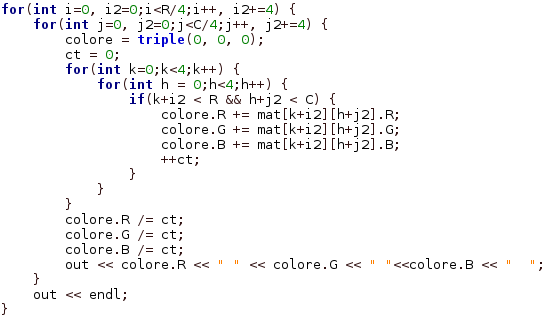 for(int i=0, i2=0;i<R/4;i++, i2+=4) {
    for(int j=0, j2=0;j<C/4;j++, j2+=4) {
        colore = triple(0, 0, 0);
        ct = 0;
        for(int k=0;k<4;k++) {
            for(int h = 0;h<4;h++) {
                if(k+i2 < R && h+j2 < C) {
                    colore.R += mat[k+i2][h+j2].R;
                    colore.G += mat[k+i2][h+j2].G;
                    colore.B += mat[k+i2][h+j2].B;
                    ++ct;
                }
            }
        }
        colore.R /= ct;
        colore.G /= ct;
        colore.B /= ct;
        out << colore.R << " " << colore.G << " "<<colore.B << "  ";
    }
    out << endl;
}